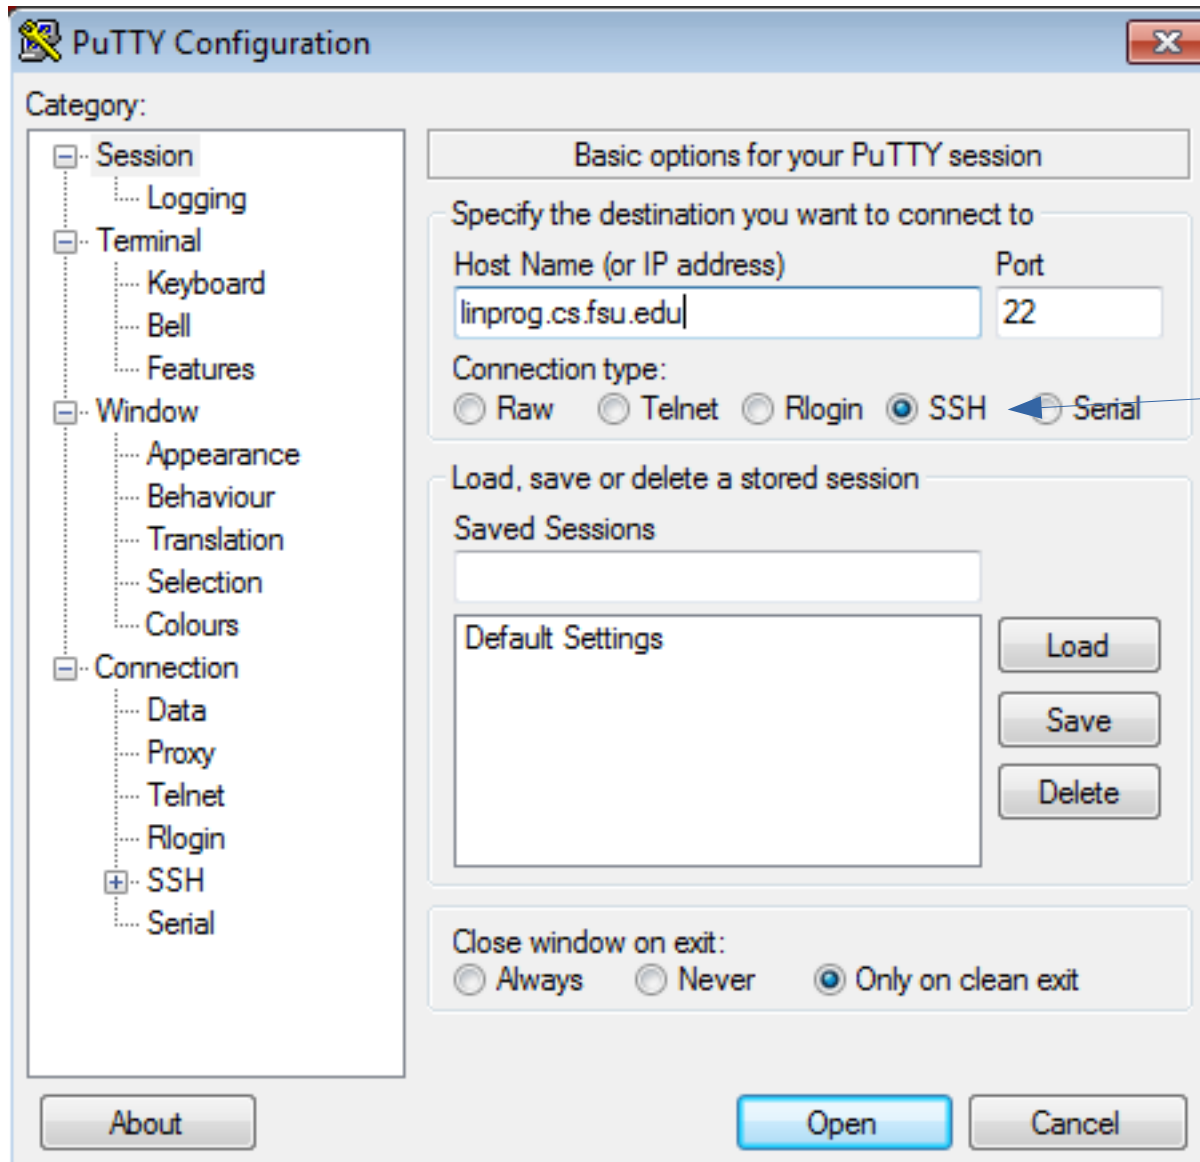 PuTTY Configuration
Category:
Session
Logging
Terminal
Keyboard
Bell
Features
Window
Appearance
Behaviour
Translation
Selection
Colours
Connection
Data
Proxy
Telnet
Rlogin
SSH
Serial
Basic options for your PuTTY session
Specify the destination you want to connect to
Host Name (or IP address) Port
linprog.cs.fsu.edu 22
Connection type:
Raw Telnet Rlogin SSH Serial
Load, save or delete a stored session
Saved Sessions
Default Settings
Load
Save
Delete
Close window on exit:
Always Never Only on clean exit
About Open Cancel